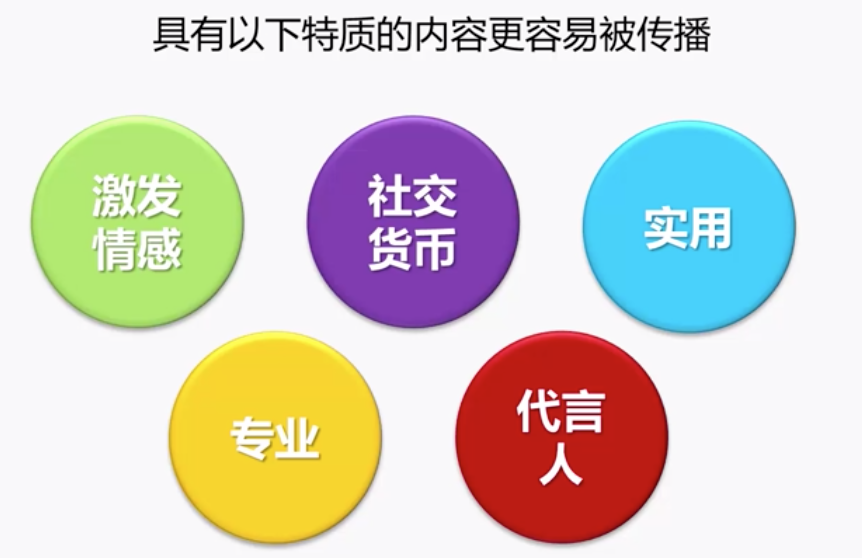 具有以下特质的内容更容易被传播
激发
情感
社交
货币
实用
专业
代言
人